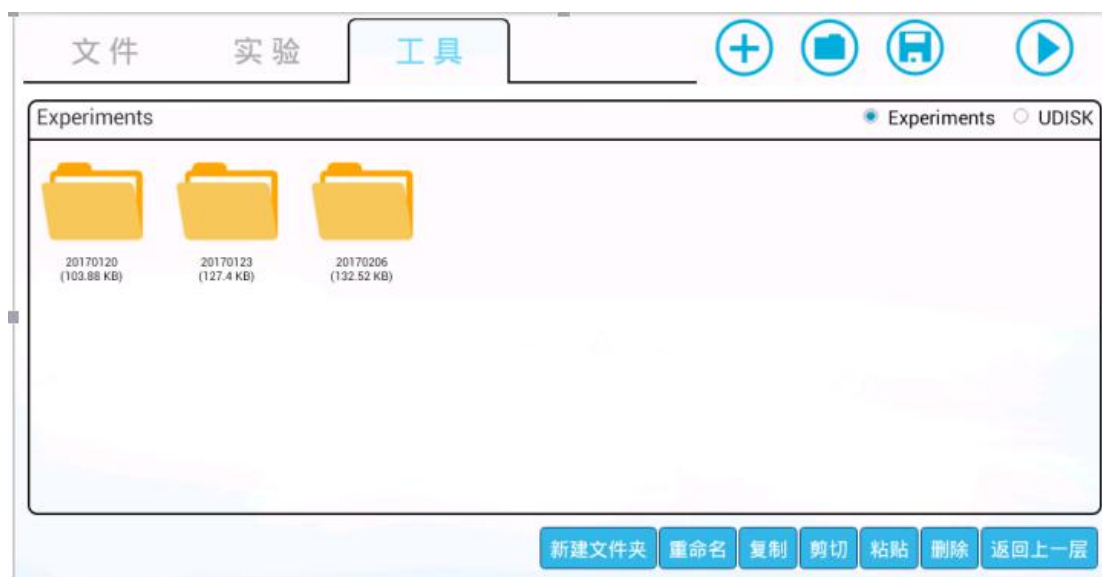 文件 实验 工具
Experiments Experiments UDISK
20170120 20170123 20170206
(103.88 KB) (127.4 KB) (132.52 KB)
新建文件夹 重命名 复制 剪切 粘贴 删除 返回上一层